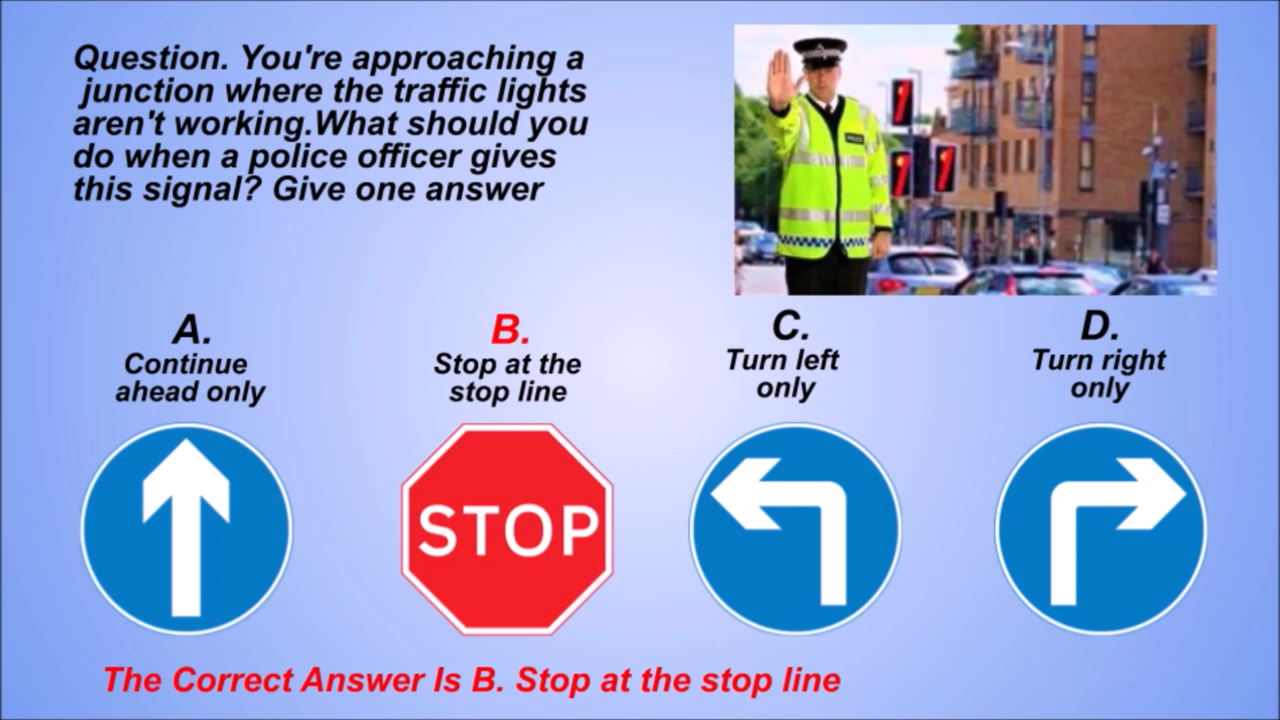 Question. You're approaching a
junction where the traffic lights
aren't working.What should you
do when a police officer gives
this signal? Give one answer
POLICE
A.
Continue
ahead only
B.
Stop at the
stop line
C.
Turn left
only
D.
Turn right
only
STOP
The Correct Answer Is B. Stop at the stop line